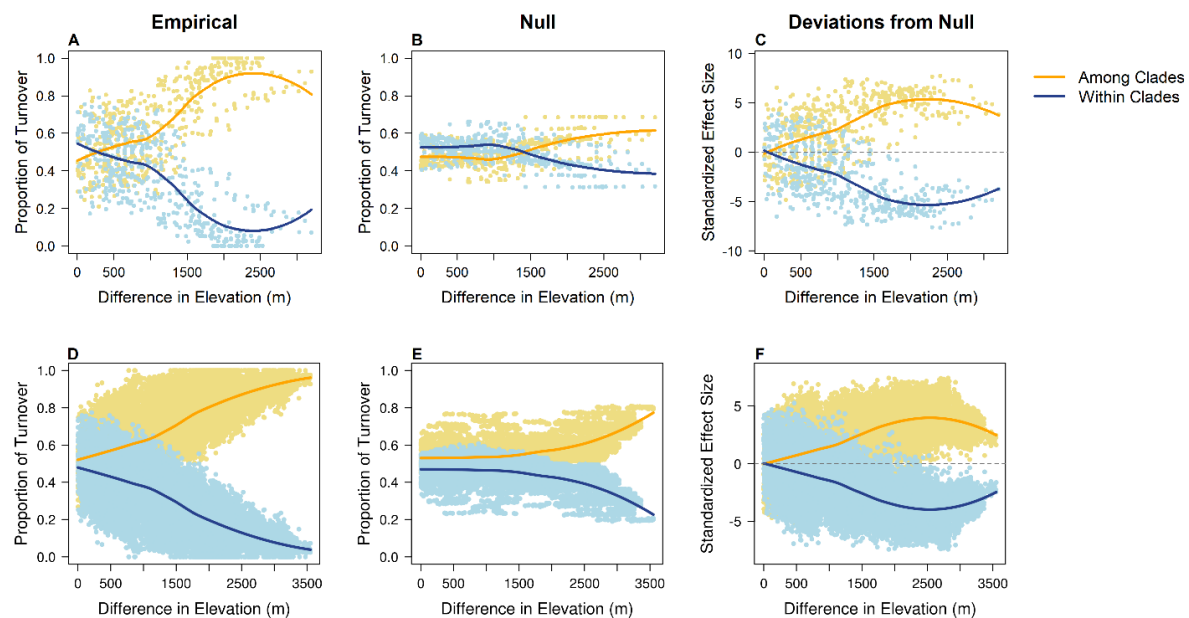 Empirical
Null
Deviations from Null
A
B
C
1.0
0.8
0.6
0.4
0.2
0.0
Proportion of Turnover
0 500 1500 2500
Difference in Elevation (m)
1.0
0.8
0.6
0.4
0.2
0.0
Proportion of Turnover
0 500 1500 2500
Difference in Elevation (m)
10
5
0
-5
-10
Standardized Effect Size
0 500 1500 2500
Difference in Elevation (m)
Among Clades
Within Clades
D
E
F
1.0
0.8
0.6
0.4
0.2
0.0
Proportion of Turnover
0 500 1500 2500 3500
Difference in Elevation (m)
1.0
0.8
0.6
0.4
0.2
0.0
Proportion of Turnover
0 500 1500 2500 3500
Difference in Elevation (m)
5
0
-5
Standardized Effect Size
0 500 1500 2500 3500
Difference in Elevation (m)